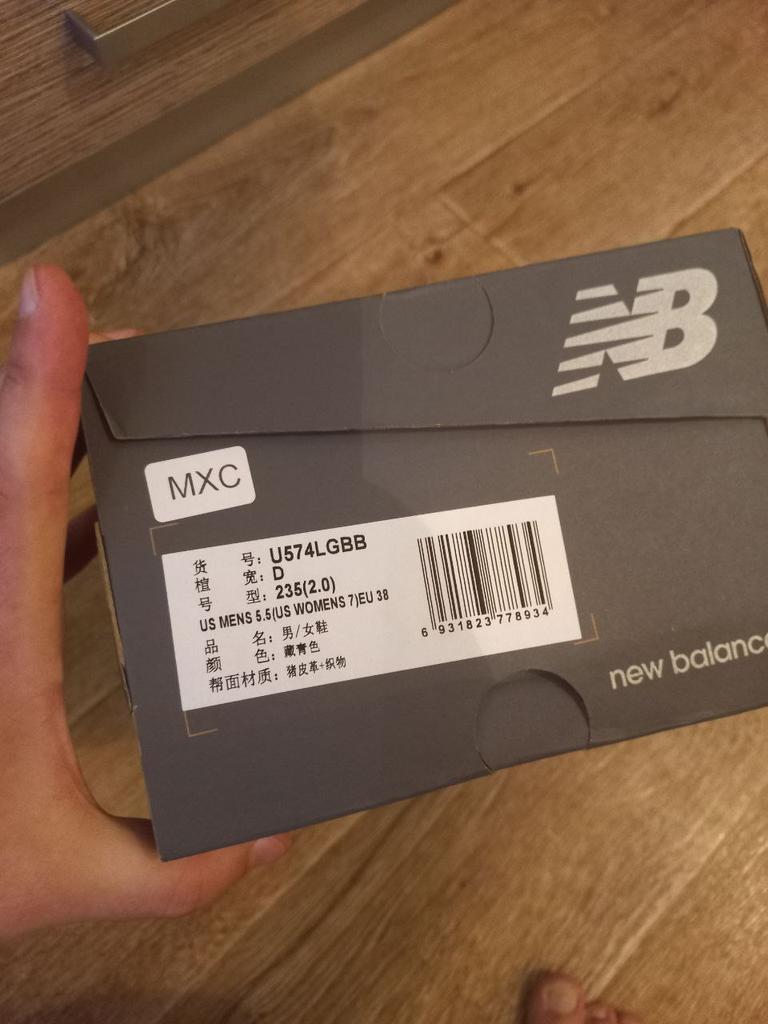 NB
MXC
货 号: U574LGBB
楦 宽: D
号 型: 235(2.0)
US MENS 5.5(US WOMENS 7)EU 38
品 名: 男/女鞋
颜 色: 藏青色
帮面材质: 猪皮革+织物
6 931823 778934
new balance